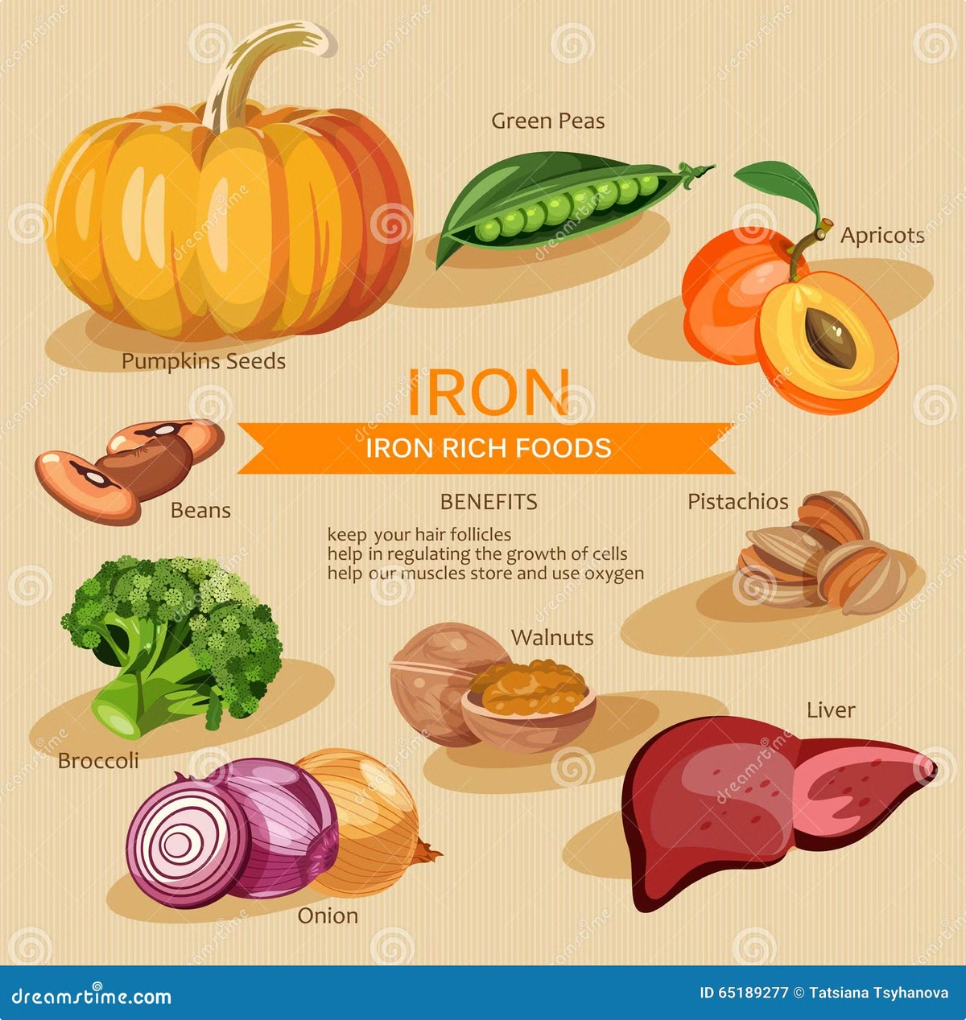 Green Peas
Apricots
Pumpkins Seeds
IRON
IRON RICH FOODS
Beans
BENEFITS
keep your hair follicles
help in regulating the growth of cells
help our muscles store and use oxygen
Pistachios
Walnuts
Liver
Broccoli
Onion
dreamstime.com
ID 65189277 © Tatsiana Tsyhanova